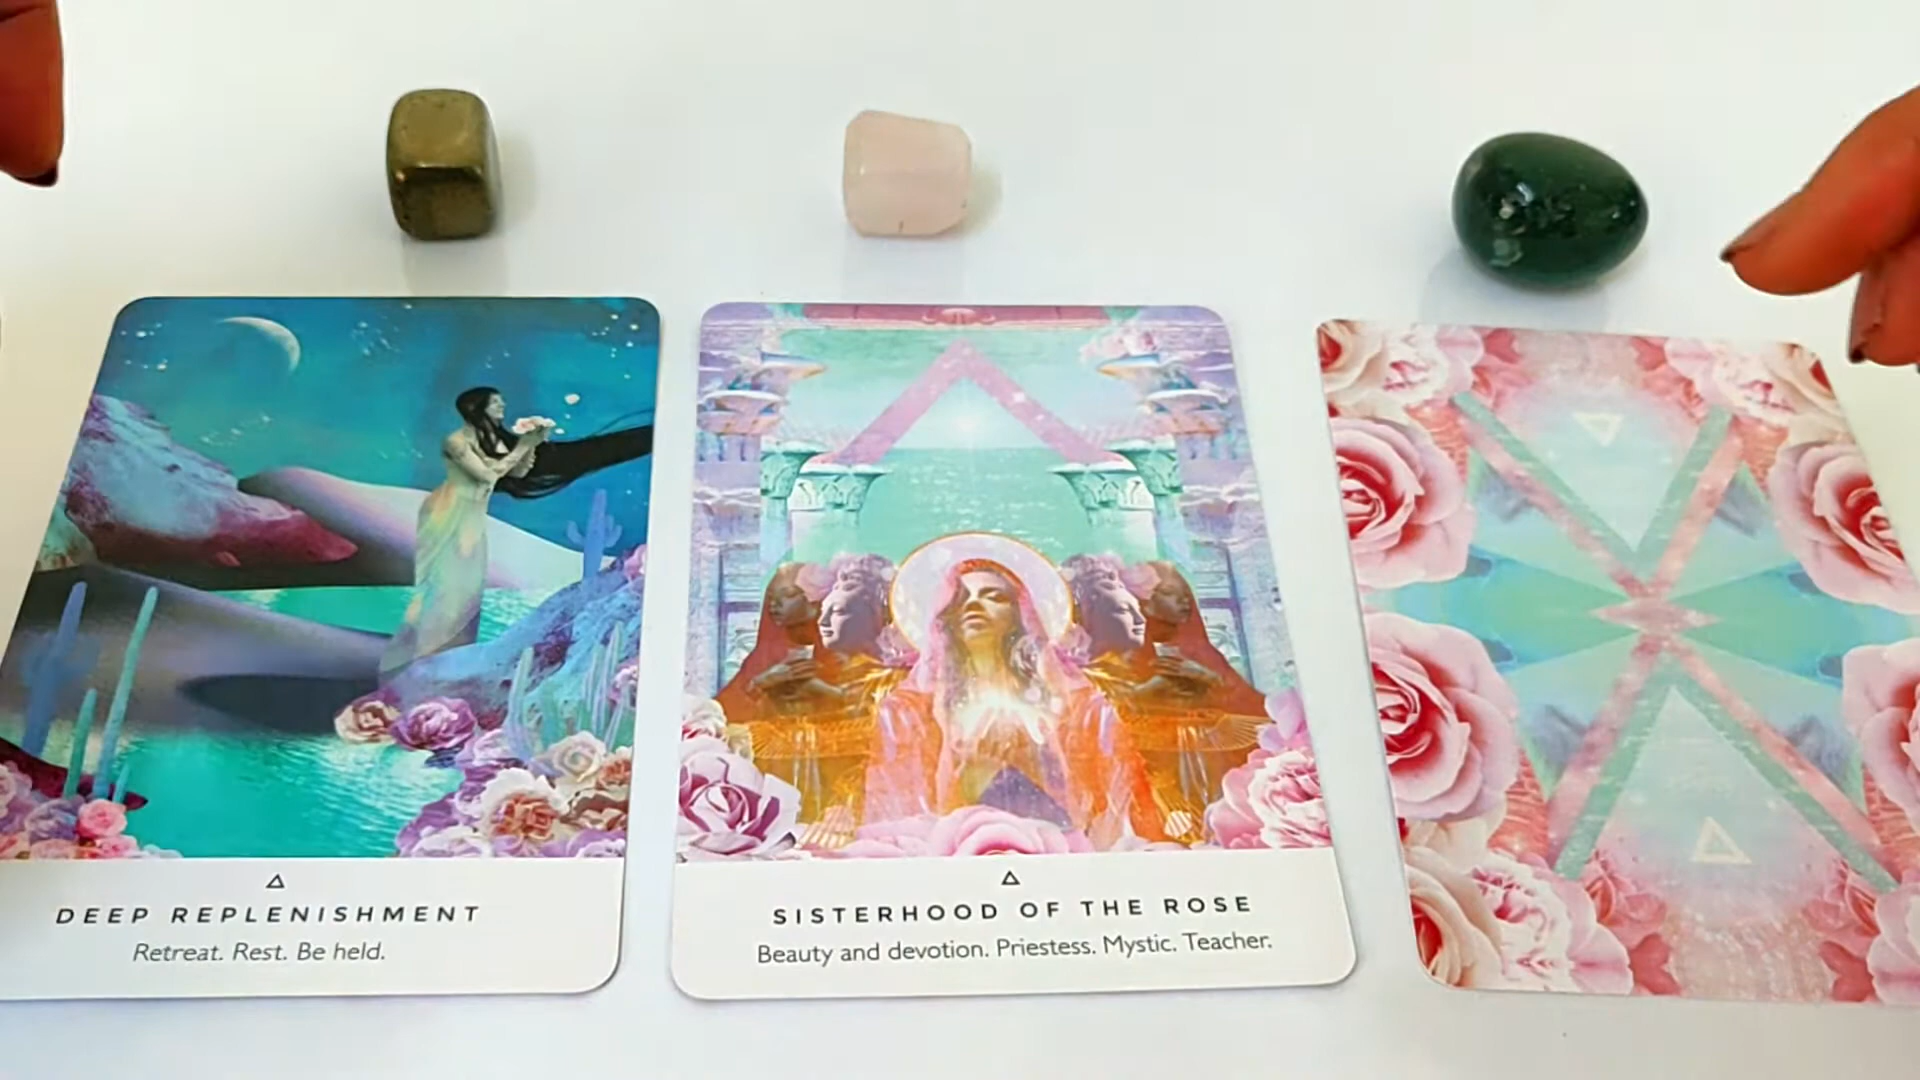 DEEP REPLENISHMENT
Retreat. Rest. Be held.
SISTERHOOD OF THE ROSE
Beauty and devotion. Priestess. Mystic. Teacher.